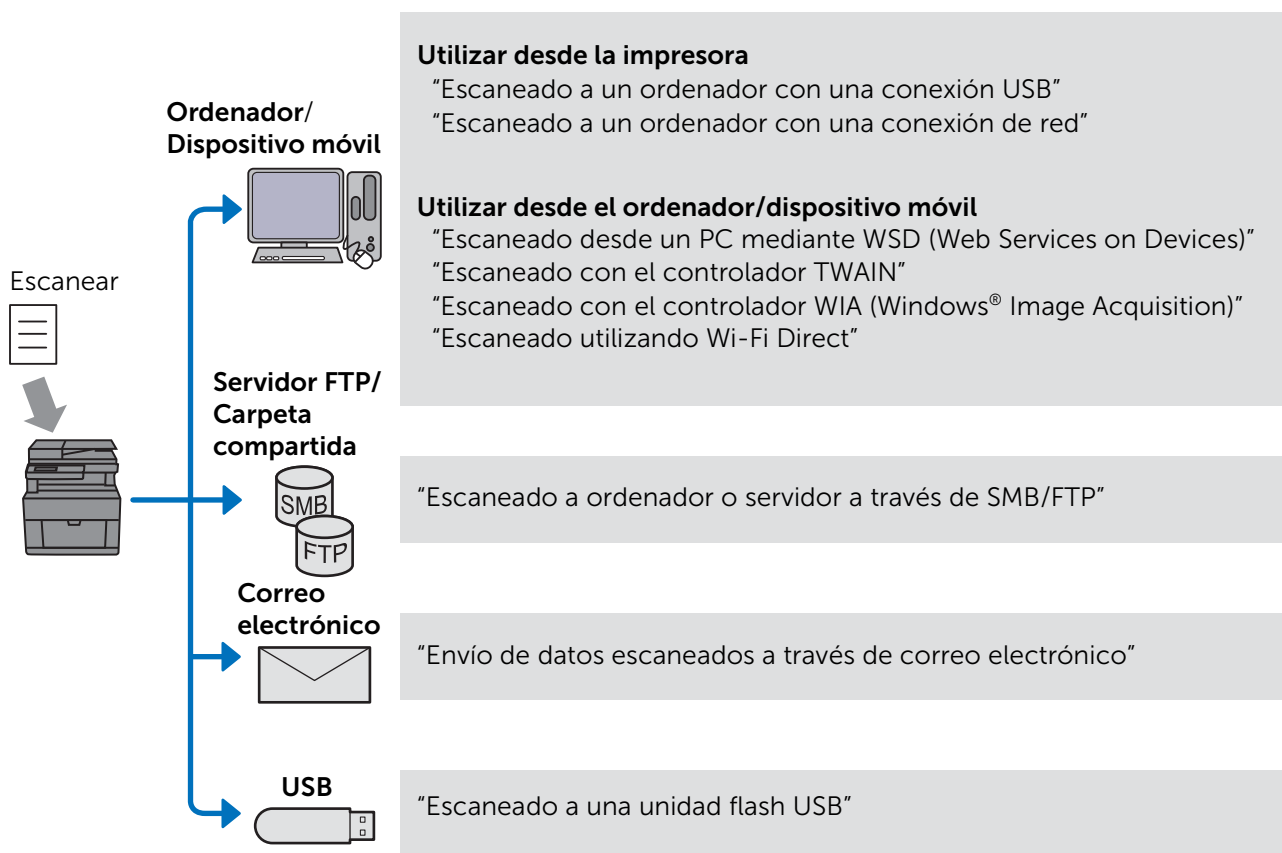 Escanear
Ordenador/
Dispositivo móvil
Utilizar desde la impresora
“Escaneado a un ordenador con una conexión USB”
“Escaneado a un ordenador con una conexión de red”
Utilizar desde el ordenador/dispositivo móvil
“Escaneado desde un PC mediante WSD (Web Services on Devices)”
“Escaneado con el controlador TWAIN”
“Escaneado con el controlador WIA (Windows® Image Acquisition)”
“Escaneado utilizando Wi-Fi Direct”
Servidor FTP/
Carpeta
compartida
SMB
FTP
“Escaneado a ordenador o servidor a través de SMB/FTP”
Correo
electrónico
“Envío de datos escaneados a través de correo electrónico”
USB
“Escaneado a una unidad flash USB”